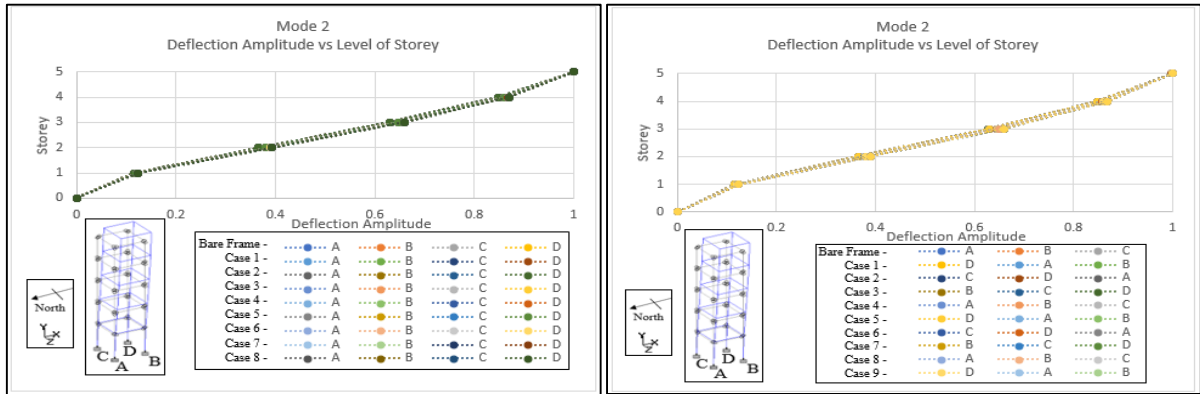 Mode 2
Deflection Amplitude vs Level of Storey
5
4
3
2
1
0
Storey
0 0.2 0.4 0.6 0.8 1
Deflection Amplitude
North
Y X Z
C D B
A
Bare Frame - A B C D
Case 1 - A B C D
Case 2 - A B C D
Case 3 - A B C D
Case 4 - A B C D
Case 5 - A B C D
Case 6 - A B C D
Case 7 - A B C D
Case 8 - A B C D
Mode 2
Deflection Amplitude vs Level of Storey
5
4
3
2
1
0
Storey
0 0.2 0.4 0.6 0.8 1
Deflection Amplitude
North
Y X Z
C D B
A
Bare Frame - A B C
Case 1 - D A B
Case 2 - C D A
Case 3 - B C D
Case 4 - A B C
Case 5 - D A B
Case 6 - C D A
Case 7 - B C D
Case 8 - A B C
Case 9 - D A B